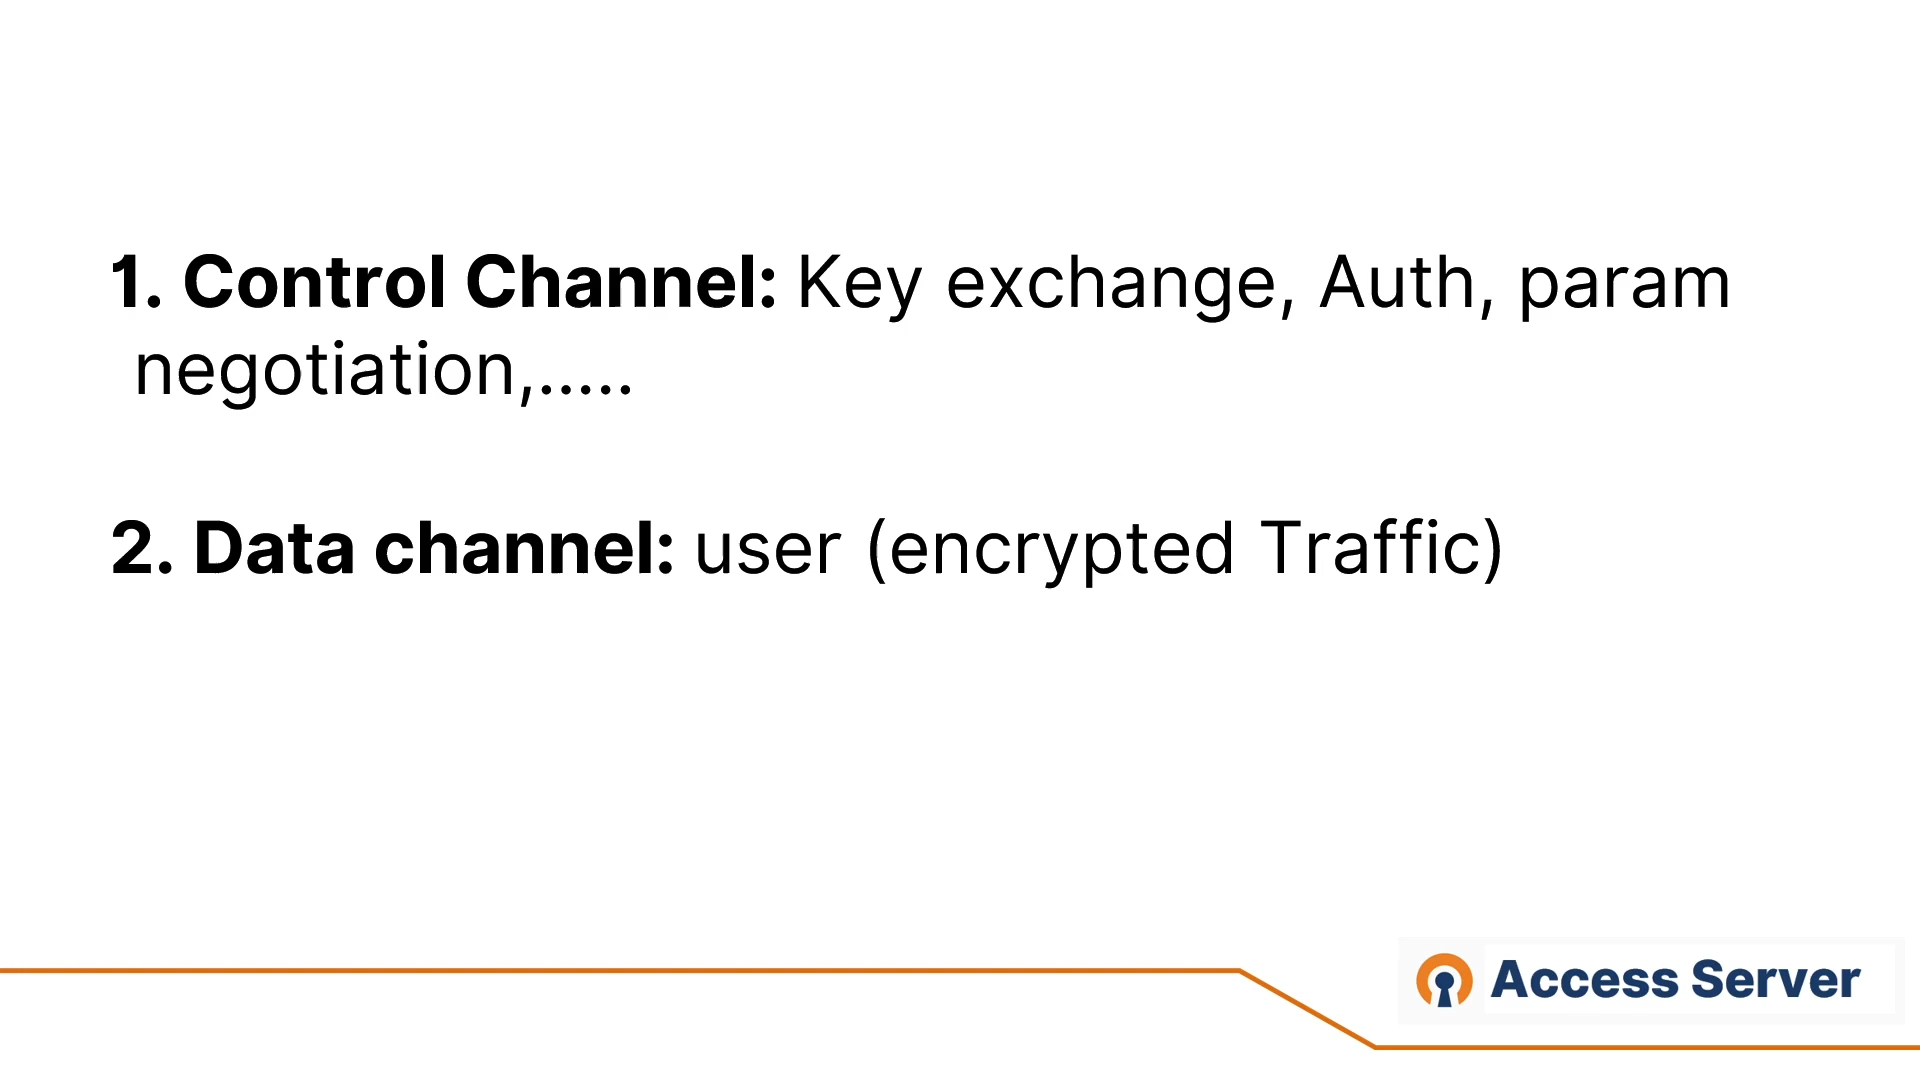 1. Control Channel: Key exchange, Auth, param
negotiation,.....
2. Data channel: user (encrypted Traffic)
Access Server